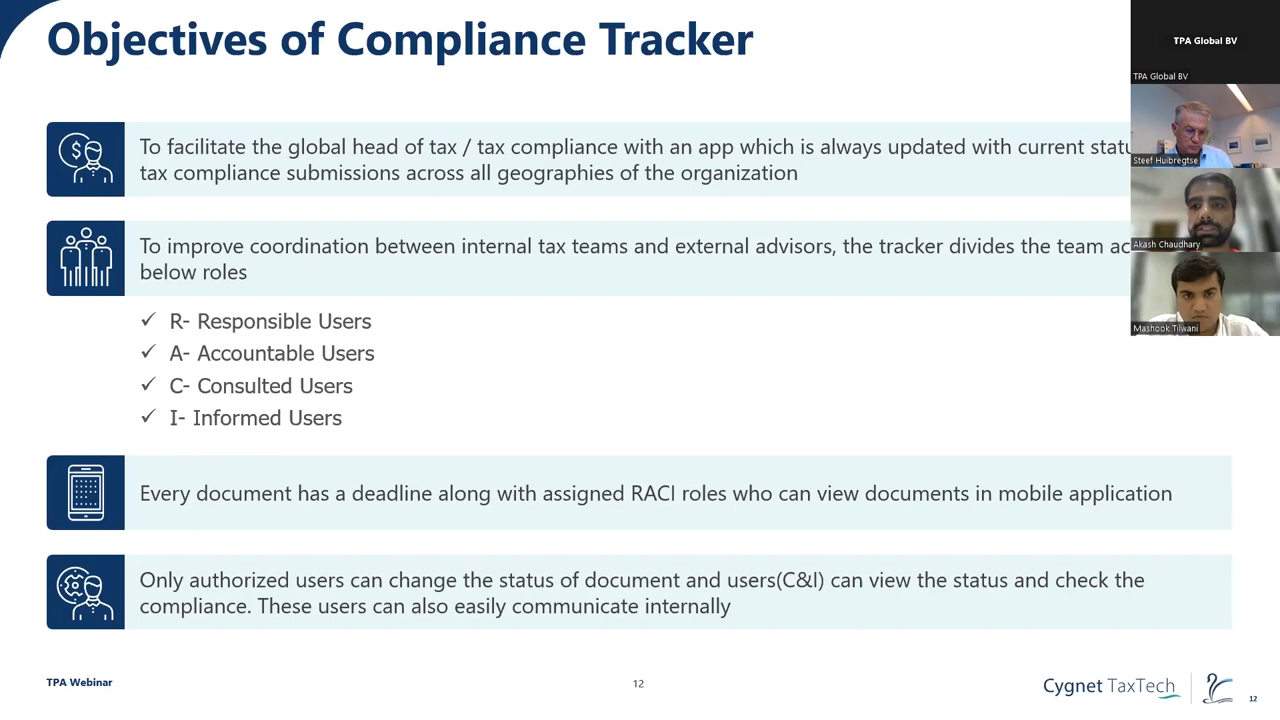 Objectives of Compliance Tracker
TPA Global BV
TPA Global BV
To facilitate the global head of tax / tax compliance with an app which is always updated with current
tax compliance submissions across all geographies of the organization
Steef Huibregtse
To improve coordination between internal tax teams and external advisors, the tracker divides the team
below roles
Akash Chaudhary
✓ R- Responsible Users
✓ A- Accountable Users
✓ C- Consulted Users
✓ I- Informed Users
Mashook Tilwani
Every document has a deadline along with assigned RACI roles who can view documents in mobile application
Only authorized users can change the status of document and users(C&I) can view the status and check the
compliance. These users can also easily communicate internally
TPA Webinar
12
Cygnet TaxTech
12